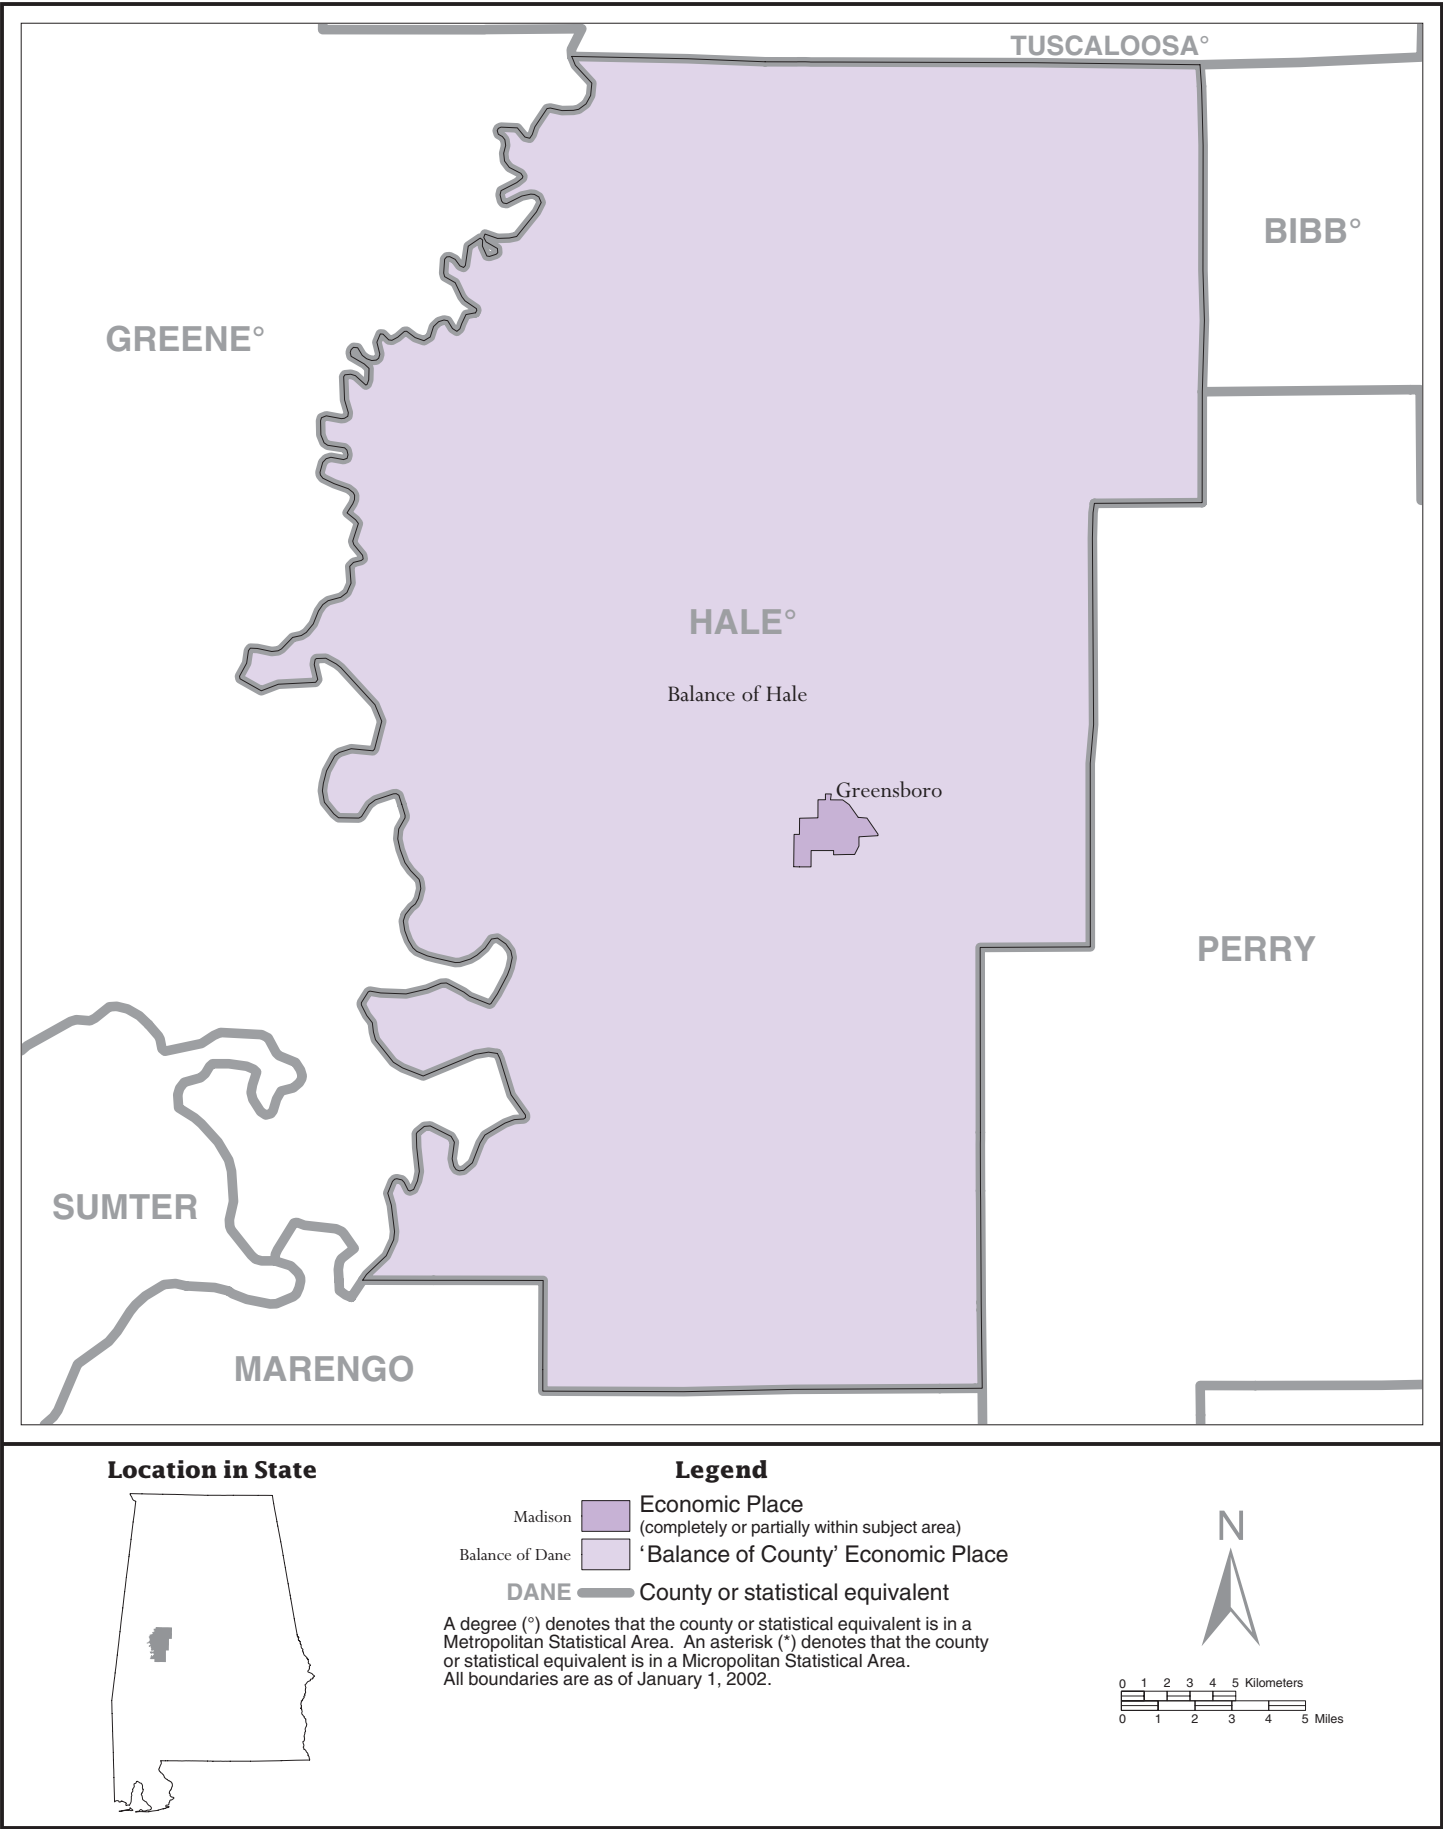 TUSCALOOSA°
BIBB°
GREENE°
HALE°
Balance of Hale
Greensboro
PERRY
SUMTER
MARENGO
Location in State
Legend
Madison
Economic Place
(completely or partially within subject area)
Balance of Dane
‘Balance of County’ Economic Place
DANE
County or statistical equivalent
A degree (°) denotes that the county or statistical equivalent is in a
Metropolitan Statistical Area.  An asterisk (*) denotes that the county
or statistical equivalent is in a Micropolitan Statistical Area.
All boundaries are as of January 1, 2002.
N
0 1 2 3 4 5 Kilometers
0 1 2 3 4 5 Miles